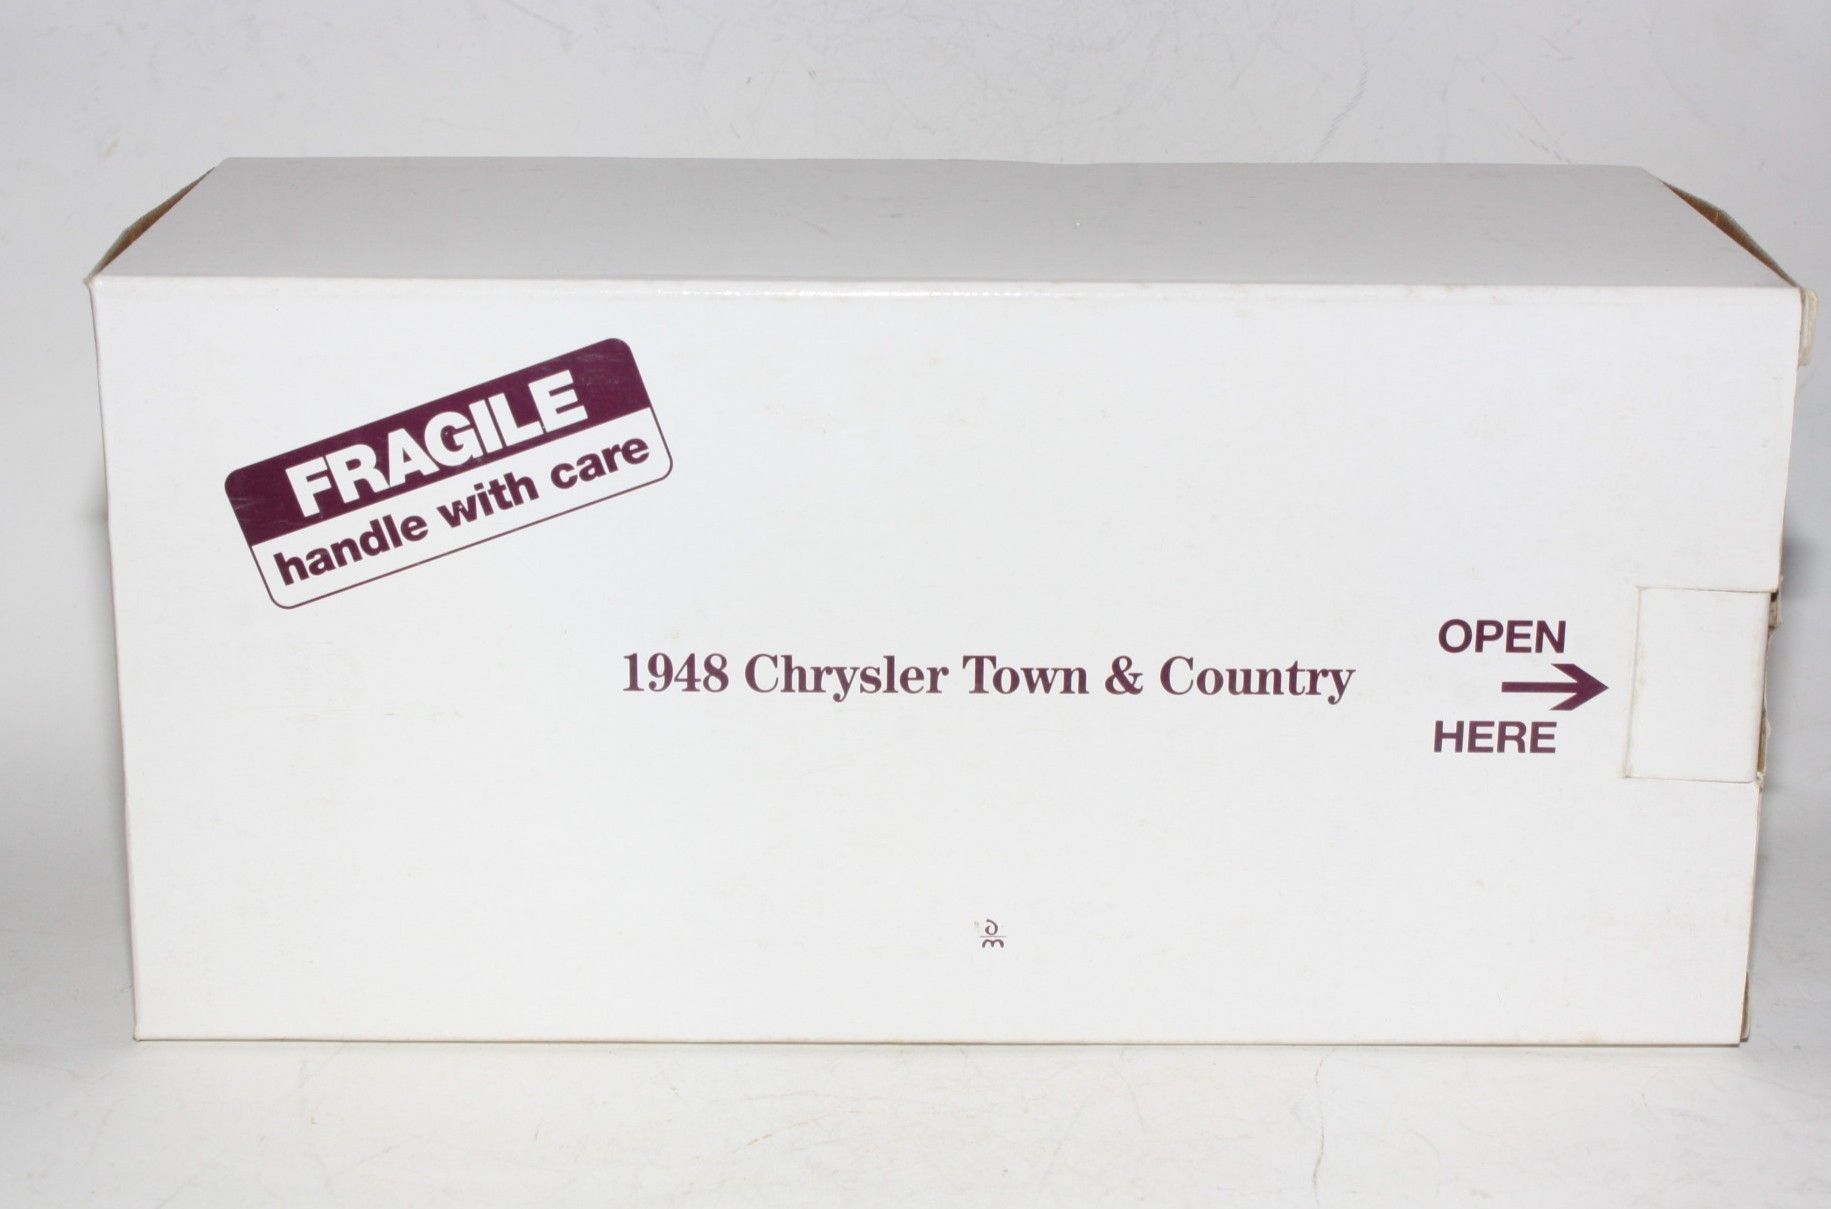 FRAGILE
handle with care
1948 Chrysler Town & Country
OPEN
HERE